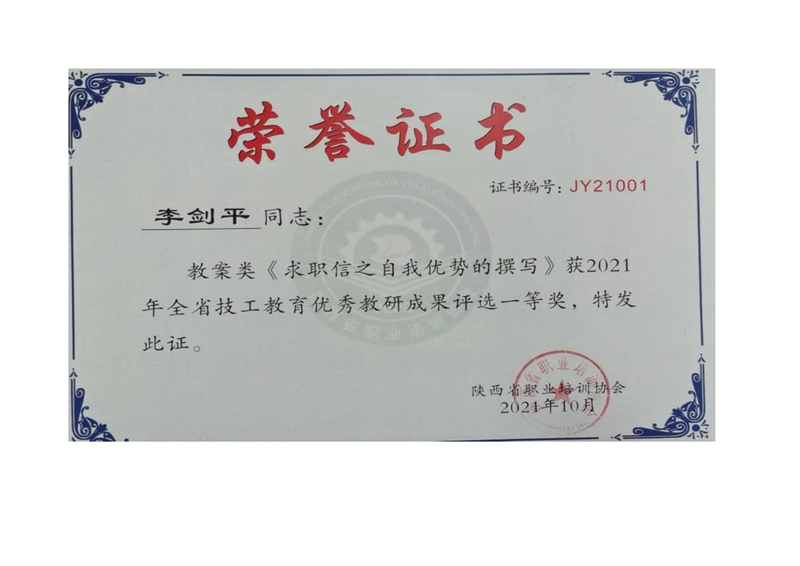 荣誉证书
证书编号：JY21001
李剑平 同志：
教案类《求职信之自我优势的撰写》获2021
年全省技工教育优秀教研成果评选一等奖，特发
此证。
陕西省职业培训协会
2021年10月